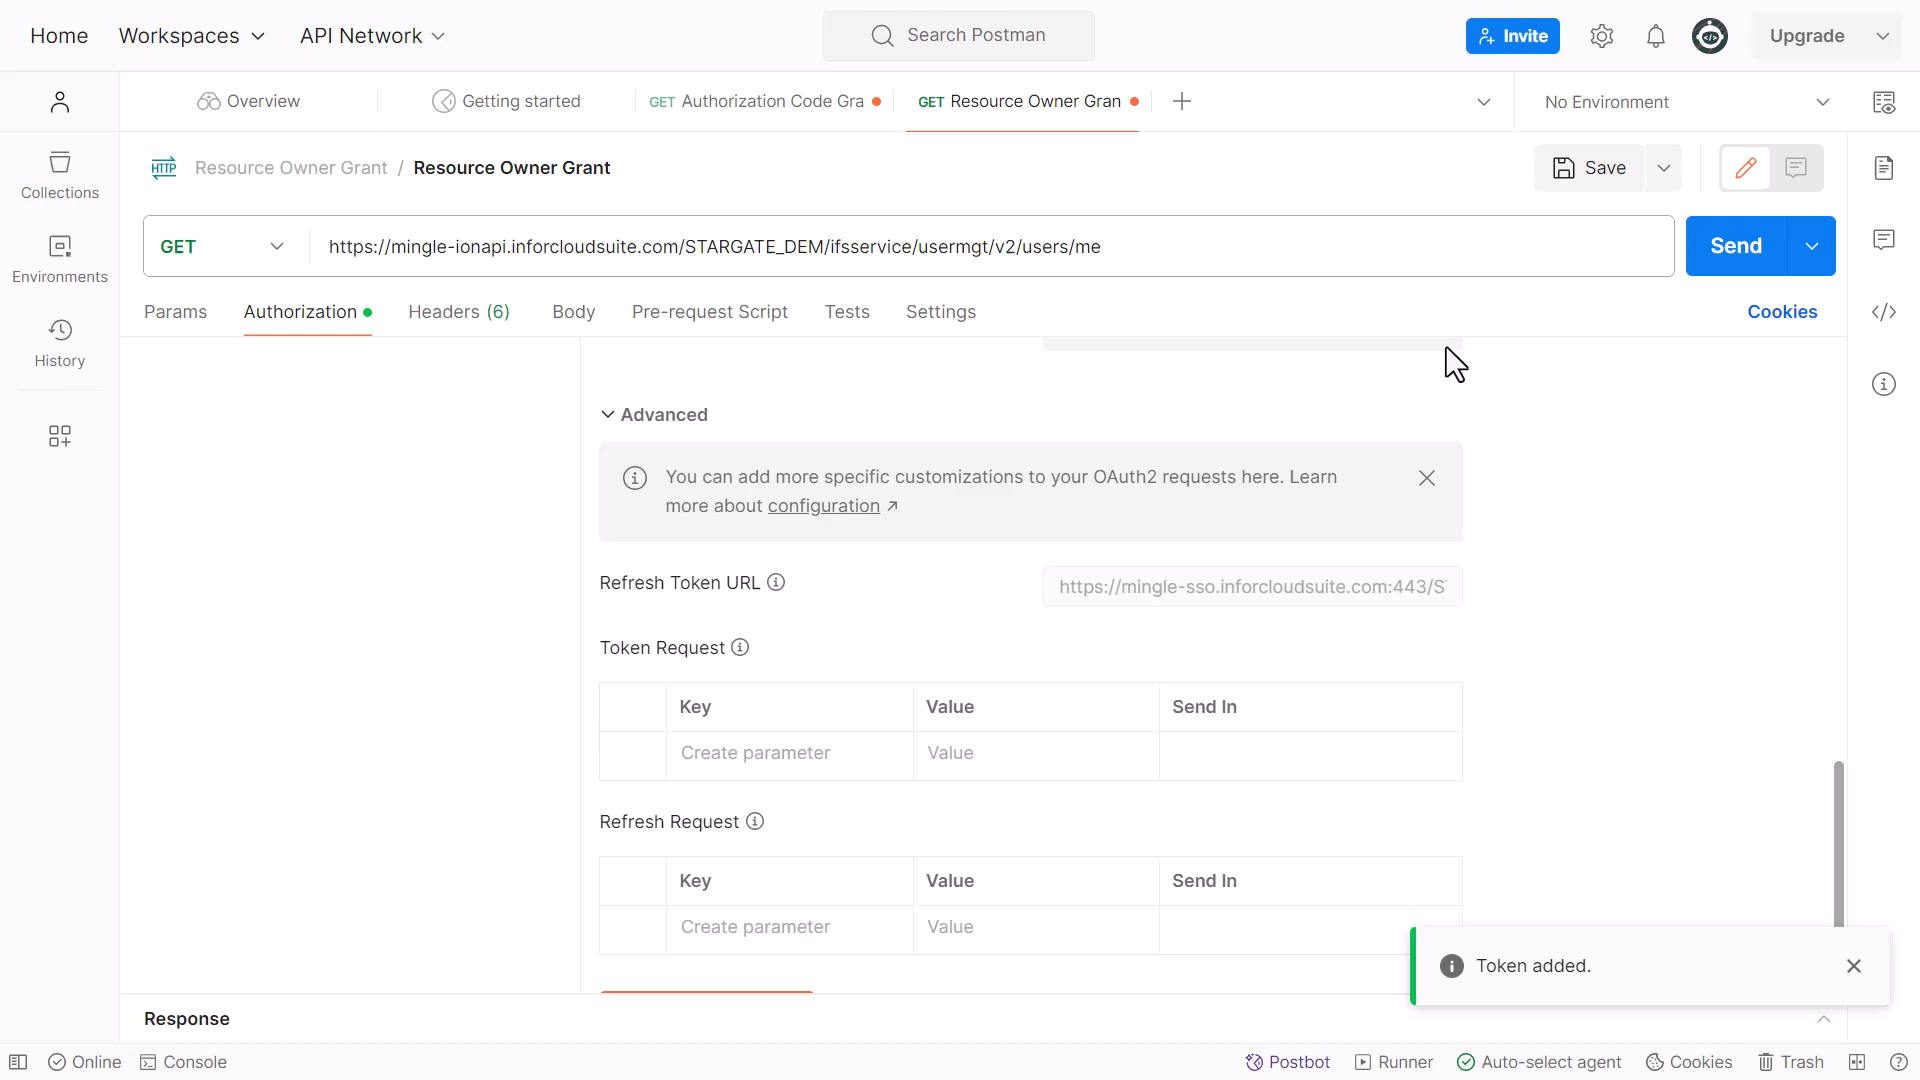 Home
Workspaces
API Network
Search Postman
Invite
Upgrade
Overview
Getting started
GET Authorization Code Gra
GET Resource Owner Gran
No Environment
Collections
Environments
History
HTTP
Resource Owner Grant / Resource Owner Grant
Save
GET
https://mingle-ionapi.inforcloudsuite.com/STARGATE_DEM/ifsservice/usermgt/v2/users/me
Send
Params
Authorization
Headers (6)
Body
Pre-request Script
Tests
Settings
Cookies
Advanced
You can add more specific customizations to your OAuth2 requests here. Learn
more about configuration
Refresh Token URL
https://mingle-sso.inforcloudsuite.com:443/S
Token Request
Key
Value
Send In
Create parameter
Value
Refresh Request
Key
Value
Send In
Create parameter
Value
Token added.
Response
Online
Console
Postbot
Runner
Auto-select agent
Cookies
Trash